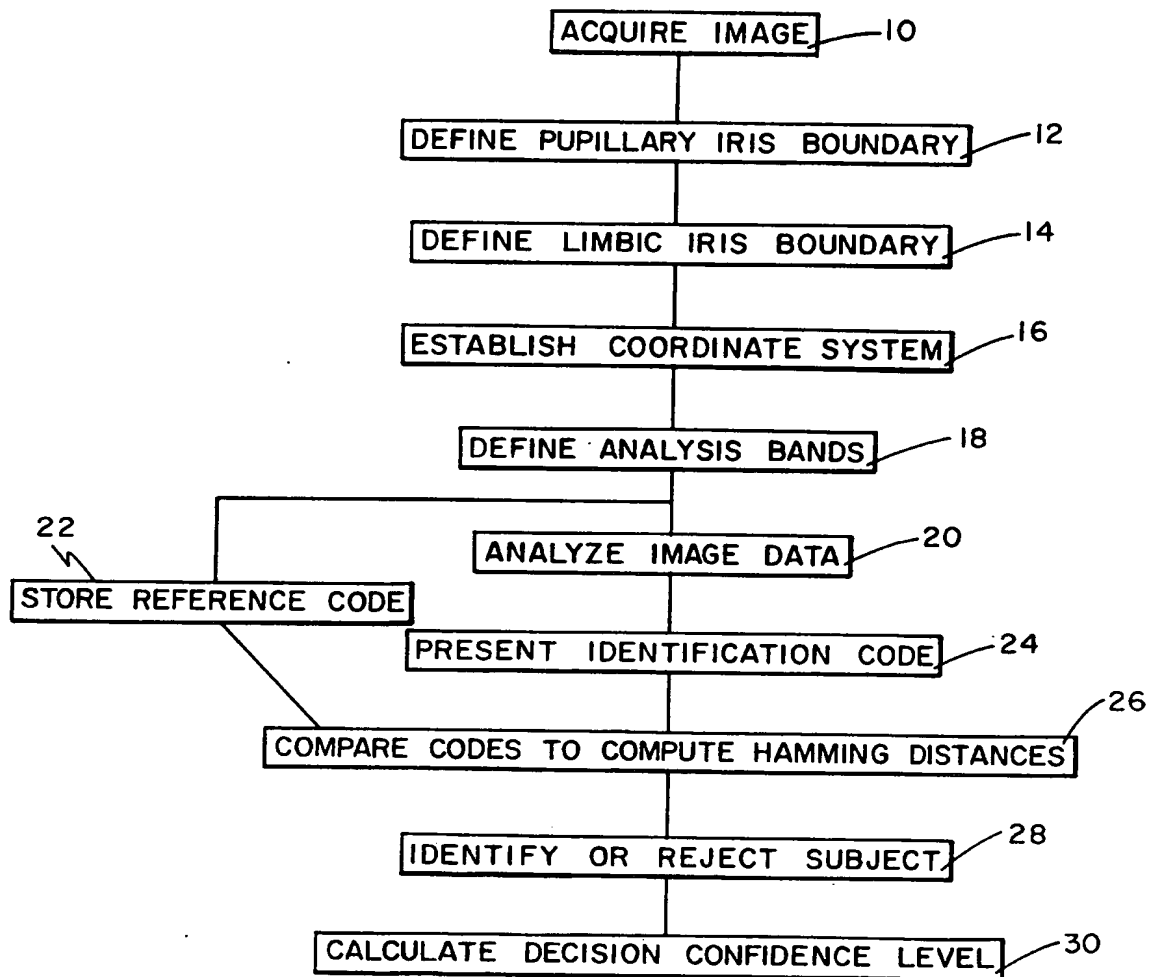 ACQUIRE IMAGE 10
DEFINE PUPILLARY IRIS BOUNDARY 12
DEFINE LIMBIC IRIS BOUNDARY 14
ESTABLISH COORDINATE SYSTEM 16
DEFINE ANALYSIS BANDS 18
22
ANALYZE IMAGE DATA 20
STORE REFERENCE CODE
PRESENT IDENTIFICATION CODE 24
COMPARE CODES TO COMPUTE HAMMING DISTANCES 26
IDENTIFY OR REJECT SUBJECT 28
CALCULATE DECISION CONFIDENCE LEVEL 30